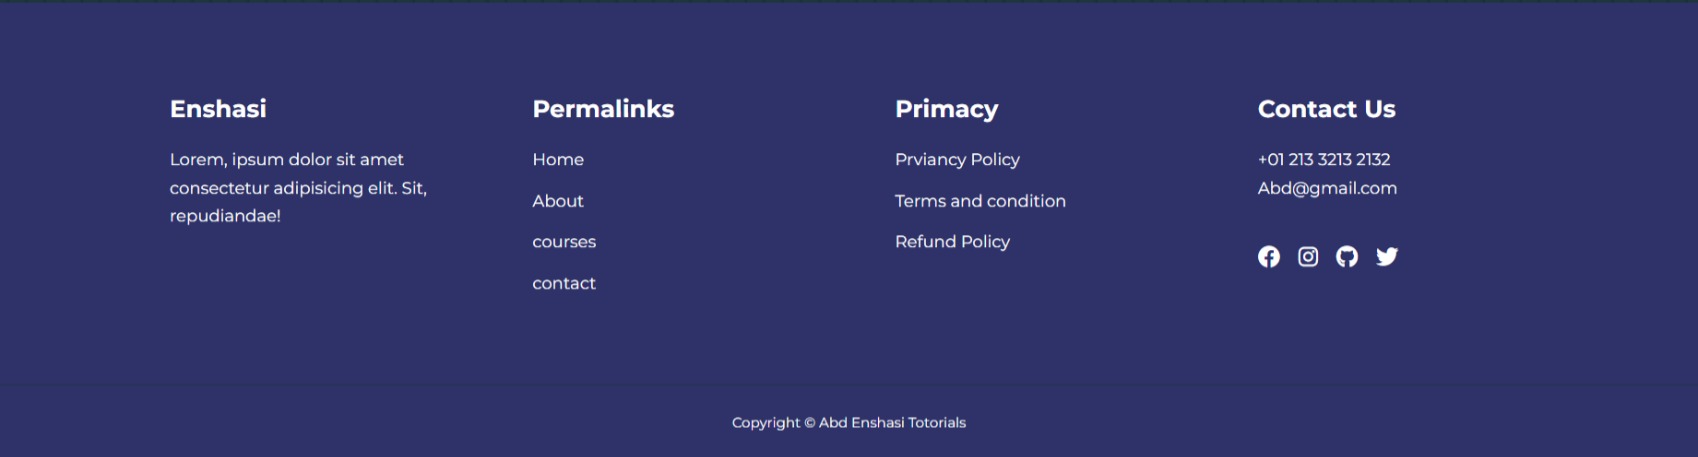 Enshasi
Lorem, ipsum dolor sit amet
consectetur adipisicing elit. Sit,
repudiandae!
Permalinks
Home
About
courses
contact
Primacy
Prviancy Policy
Terms and condition
Refund Policy
Contact Us
+01 213 3213 2132
Abd@gmail.com
Copyright © Abd Enshasi Totorials